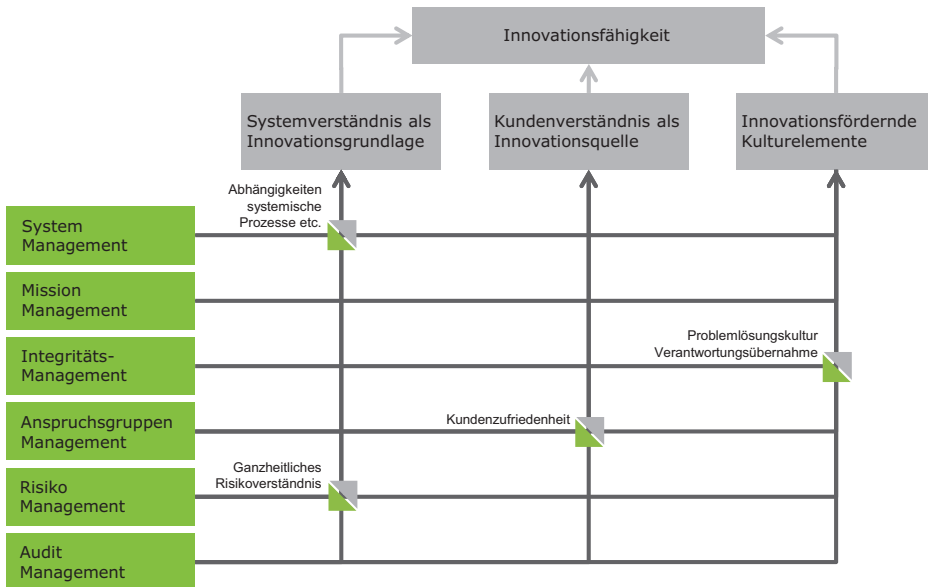 Innovationsfähigkeit
Systemverständnis als
Innovationsgrundlage
Kundenverständnis als
Innovationsquelle
Innovationsfördernde
Kulturelemente
Abhängigkeiten
systemische
Prozesse etc.
System
Management
Mission
Management
Problemlösungskultur
Verantwortungsübernahme
Integritäts-
Management
Kundenzufriedenheit
Anspruchsgruppen
Management
Ganzheitliches
Risikoverständnis
Risiko
Management
Audit
Management